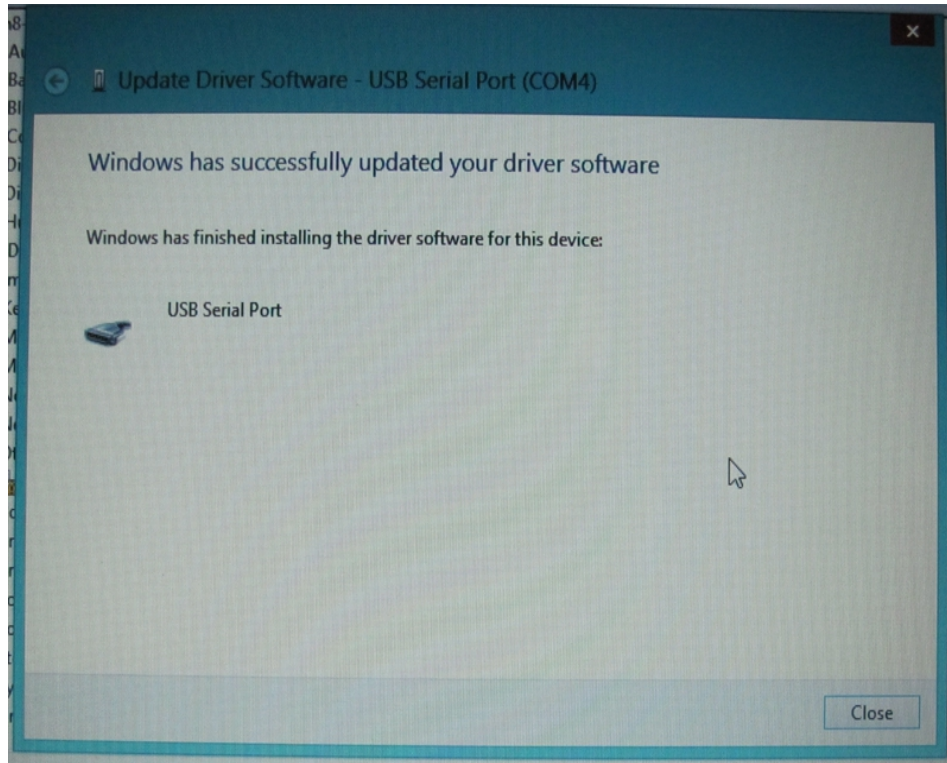 Update Driver Software - USB Serial Port (COM4)
Windows has successfully updated your driver software
Windows has finished installing the driver software for this device:
USB Serial Port
Close